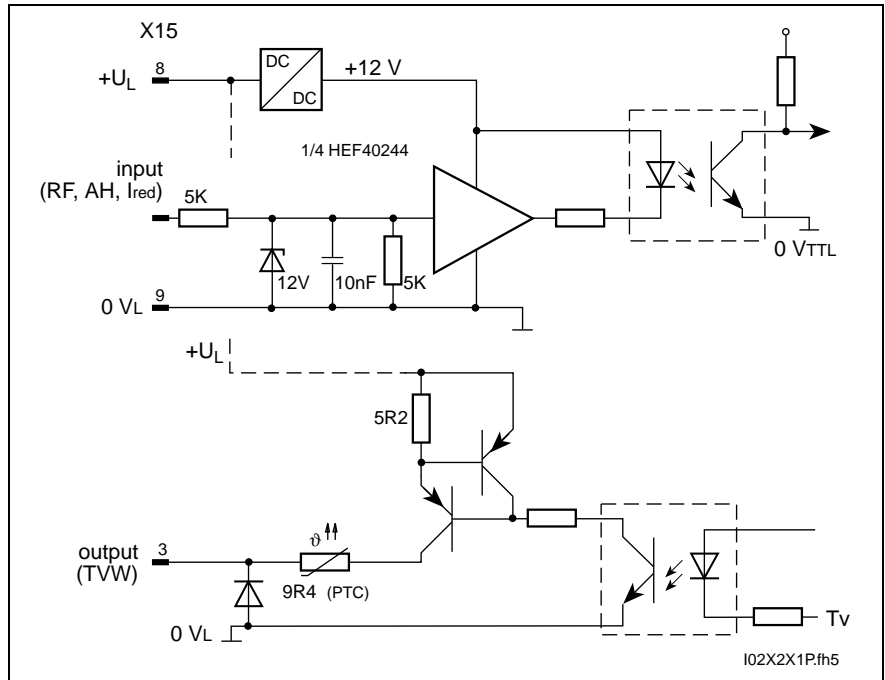 X15
8
+UL
DC
DC
+12 V
1/4 HEF40244
input
(RF, AH, Ired)
5K
12V
10nF
5K
0 VTTL
9
0 VL
+UL
5R2
ϑ
3
output
(TVW)
9R4 (PTC)
0 VL
Tv
I02X2X1P.fh5